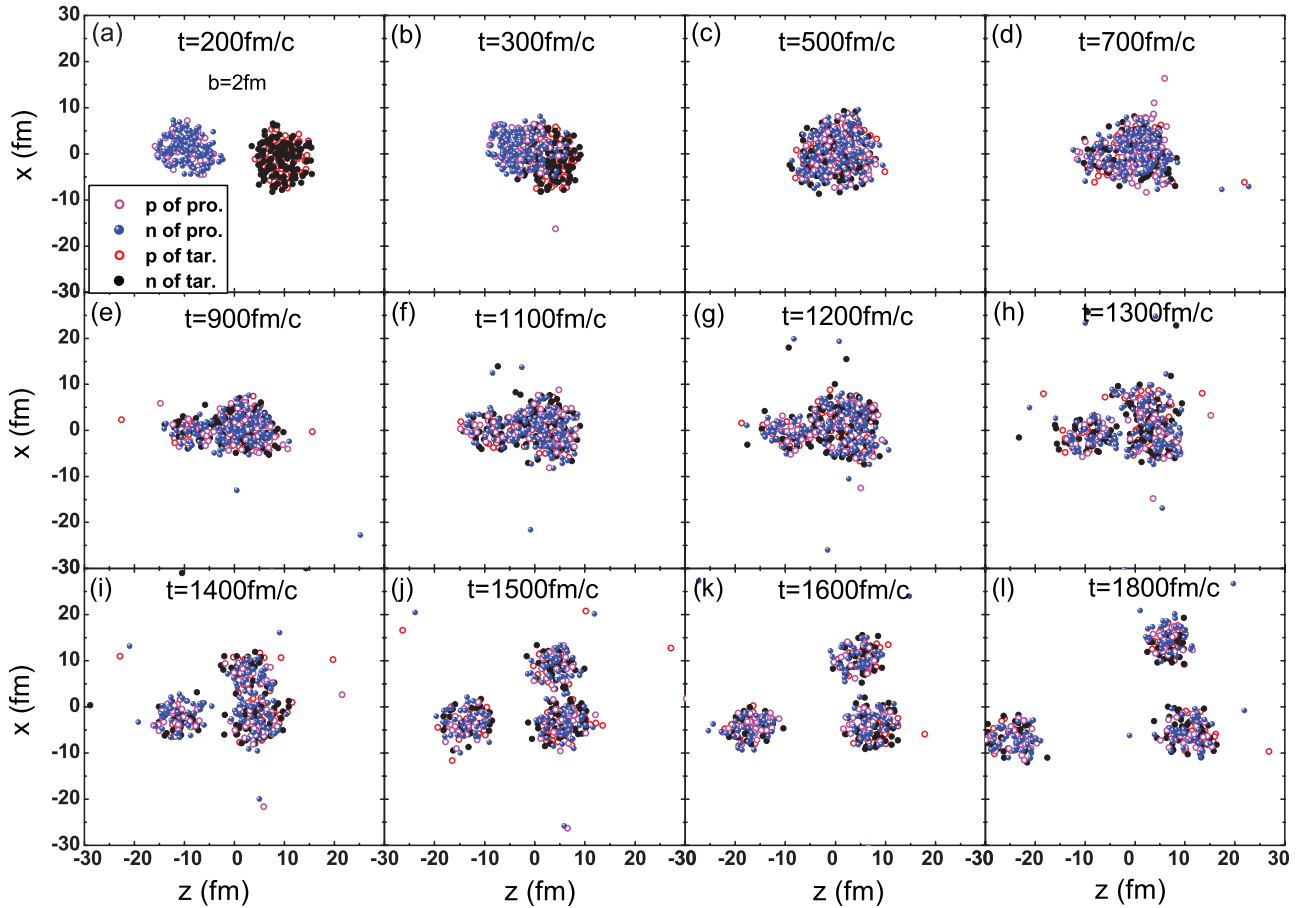 (a) t=200fm/c
b=2fm
(b) t=300fm/c
(c) t=500fm/c
(d) t=700fm/c
30
20
10
0
-10
-20
-30
x (fm)
p of pro.
n of pro.
p of tar.
n of tar.
(e) t=900fm/c
(f) t=1100fm/c
(g) t=1200fm/c
(h) t=1300fm/c
20
10
0
-10
-20
-30
x (fm)
(i) t=1400fm/c
(j) t=1500fm/c
(k) t=1600fm/c
(l) t=1800fm/c
20
10
0
-10
-20
-30
x (fm)
-30 -20 -10 0 10 20 -30 -20 -10 0 10 20 -30 -20 -10 0 10 20 -30 -20 -10 0 10 20 30
z (fm) z (fm) z (fm) z (fm)